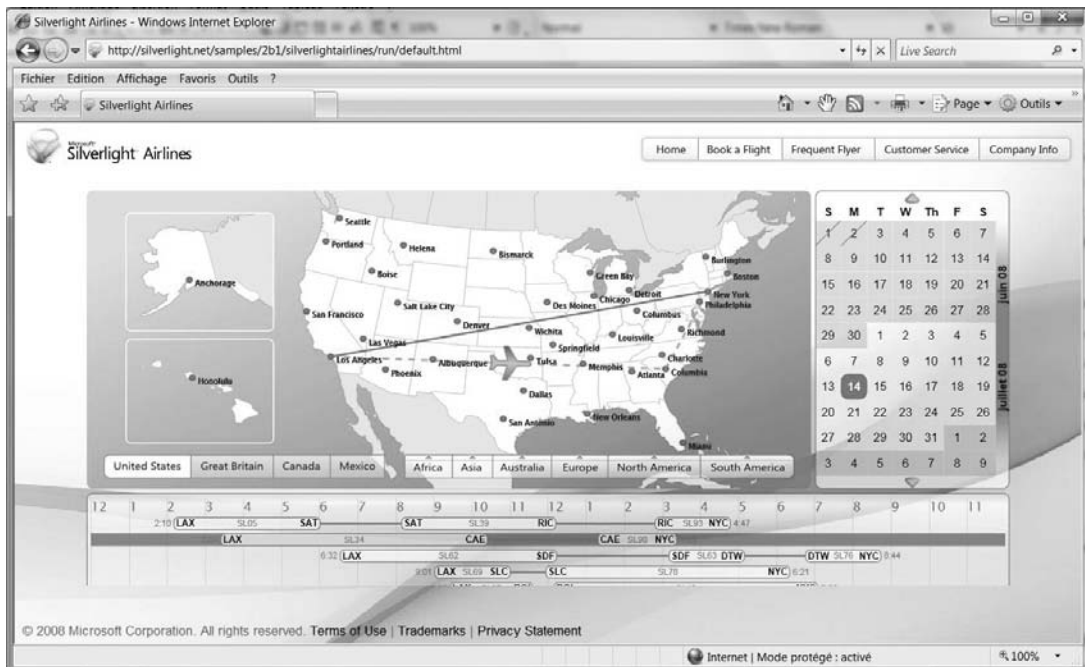 Silverlight Airlines - Windows Internet Explorer
http://silverlight.net/samples/2b1/silverlightairlines/run/default.html
Live Search
Fichier Edition Affichage Favoris Outils ?
Silverlight Airlines
Page Outils
Microsoft
Silverlight Airlines
Home Book a Flight Frequent Flyer Customer Service Company Info
Anchorage
Honolulu
Seattle
Portland
Helena
Bismarck
Boise
Burlington
Boston
Green Bay
Salt Lake City
Des Moines
Chicago
Detroit
New York
Philadelphia
San Francisco
Columbus
Denver
Wichita
Louisville
Richmond
Las Vegas
Springfield
Los Angeles
Albuquerque
Tulsa
Memphis
Charlotte
Phoenix
Atlanta
Columbia
Dallas
San Antonio
New Orleans
Miami
United States Great Britain Canada Mexico Africa Asia Australia Europe North America South America
S M T W Th F S
1 2 3 4 5 6 7
8 9 10 11 12 13 14
15 16 17 18 19 20 21
22 23 24 25 26 27 28
29 30 1 2 3 4 5
6 7 8 9 10 11 12
13 14 15 16 17 18 19
20 21 22 23 24 25 26
27 28 29 30 31 1 2
3 4 5 6 7 8 9
juin 08
juillet 08
12 1 2 3 4 5 6 7 8 9 10 11 12 1 2 3 4 5 6 7 8 9 10 11
2:10 LAX SL05 SAT SAT SL39 RIC RIC SL93 NYC 4:47
LAX SL34 CAE CAE SL98 NYC
6:32 LAX SL62 SDF SDF SL63 DTW DTW SL76 NYC 8:44
9:01 LAX SL69 SLC SLC SL78 NYC 6:21
© 2008 Microsoft Corporation. All rights reserved. Terms of Use | Trademarks | Privacy Statement
Internet | Mode protégé : activé
100%